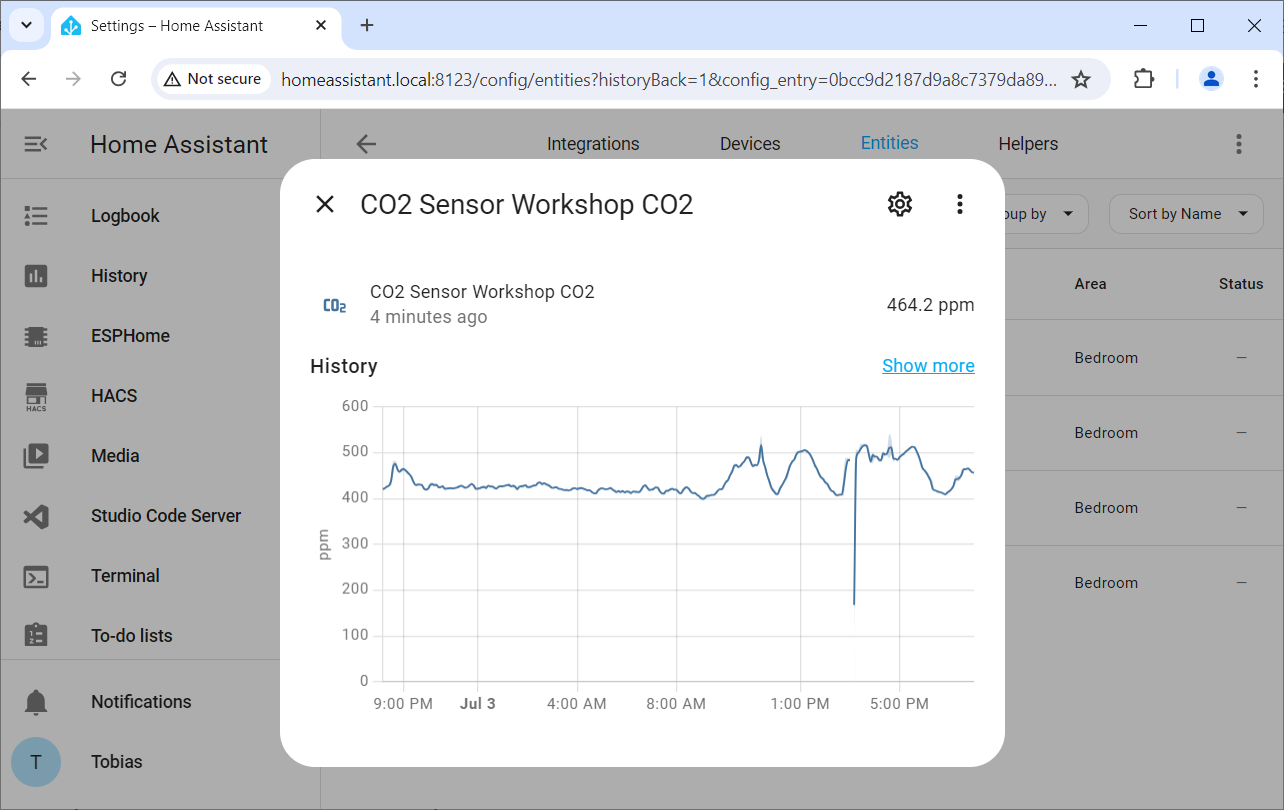 Settings – Home Assistant
Not secure
homeassistant.local:8123/config/entities?historyBack=1&config_entry=0bcc9d2187d9a8c7379da89...
Home Assistant
Integrations Devices Entities Helpers
Logbook
History
ESPHome
HACS
HACS
Media
Studio Code Server
Terminal
To-do lists
Notifications
T Tobias
CO2 Sensor Workshop CO2
CO2
CO2 Sensor Workshop CO2
4 minutes ago
464.2 ppm
History
Show more
600
500
400
300
200
100
0
ppm
9:00 PM Jul 3 4:00 AM 8:00 AM 1:00 PM 5:00 PM
by
Sort by Name
Area Status
Bedroom —
Bedroom —
Bedroom —
Bedroom —